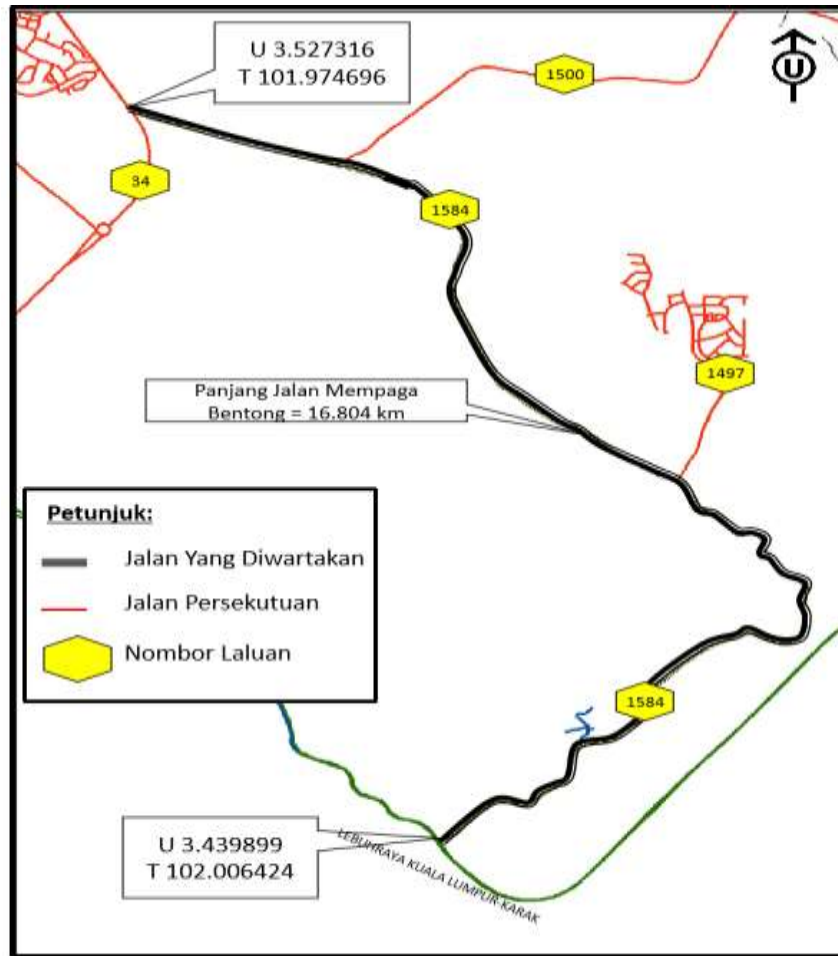 U 3.527316
T 101.974696
1500
U
34
1584
1497
Panjang Jalan Mempaga
Bentong = 16.804 km
Petunjuk:
Jalan Yang Diwartakan
Jalan Persekutuan
Nombor Laluan
1584
U 3.439899
T 102.006424
LEBUHRAYA KUALA LUMPUR-KARAK